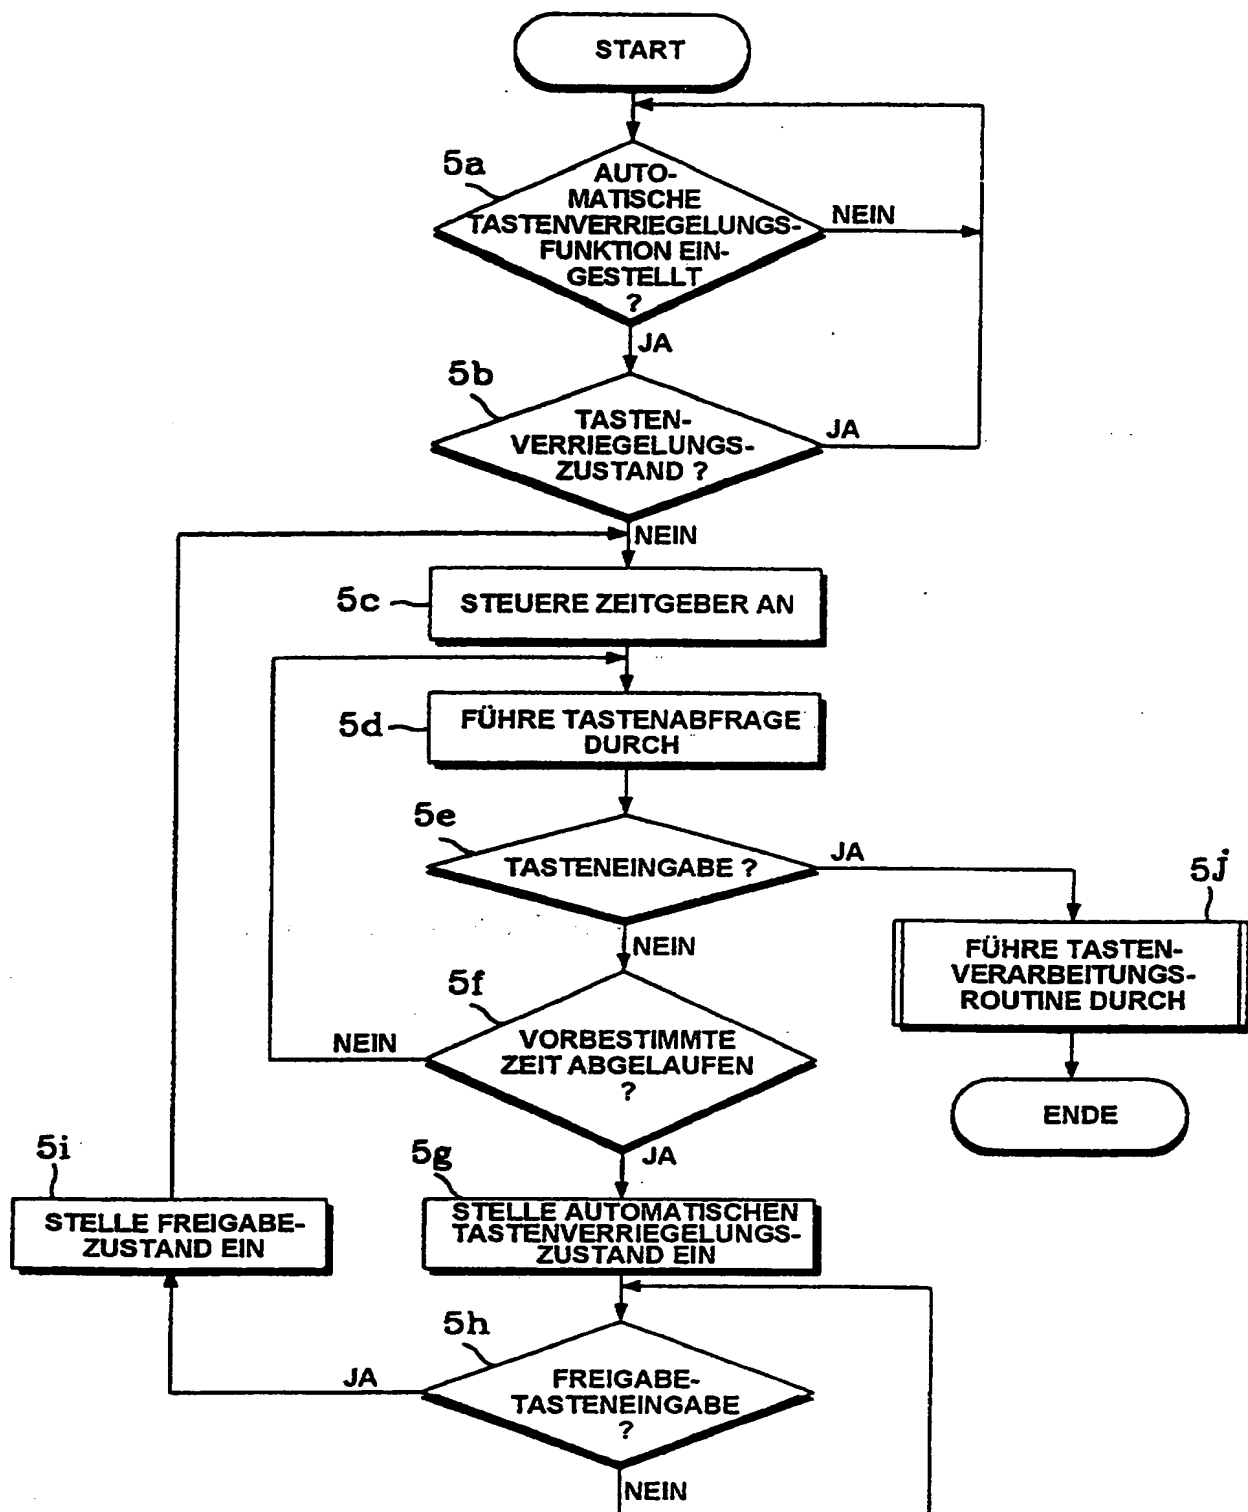 START
5a
AUTO-
MATISCHE
TASTENVERRIEGELUNGS-
FUNKTION EIN-
GESTELLT
?
NEIN
JA
5b
TASTEN-
VERRIEGELUNGS-
ZUSTAND ?
JA
NEIN
5c
STEUERE ZEITGEBER AN
5d
FÜHRE TASTENABFRAGE
DURCH
5e
TASTENEINGABE ?
JA
5j
FÜHRE TASTEN-
VERARBEITUNGS-
ROUTINE DURCH
NEIN
5f
VORBESTIMMTE
ZEIT ABGELAUFEN
?
NEIN
ENDE
JA
5g
STELLE AUTOMATISCHEN
TASTENVERRIEGELUNGS-
ZUSTAND EIN
5i
STELLE FREIGABE-
ZUSTAND EIN
5h
FREIGABE-
TASTENEINGABE
?
JA
NEIN